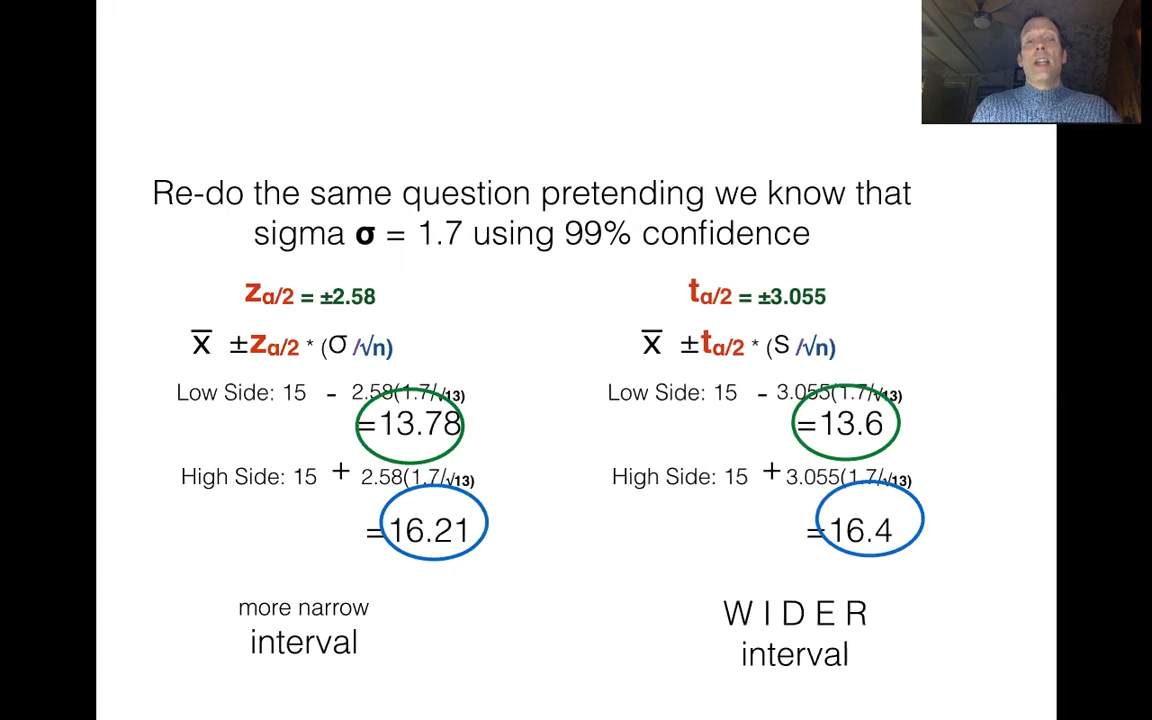 Re-do the same question pretending we know that
sigma σ = 1.7 using 99% confidence
zα/2 = ±2.58
x̅ ±zα/2 * (σ /√n)
Low Side: 15 - 2.58(1.7/√13)
=13.78
High Side: 15 + 2.58(1.7/√13)
=16.21
more narrow
interval
tα/2 = ±3.055
x̅ ±tα/2 * (S /√n)
Low Side: 15 - 3.055(1.7/√13)
=13.6
High Side: 15 + 3.055(1.7/√13)
=16.4
W I D E R
interval